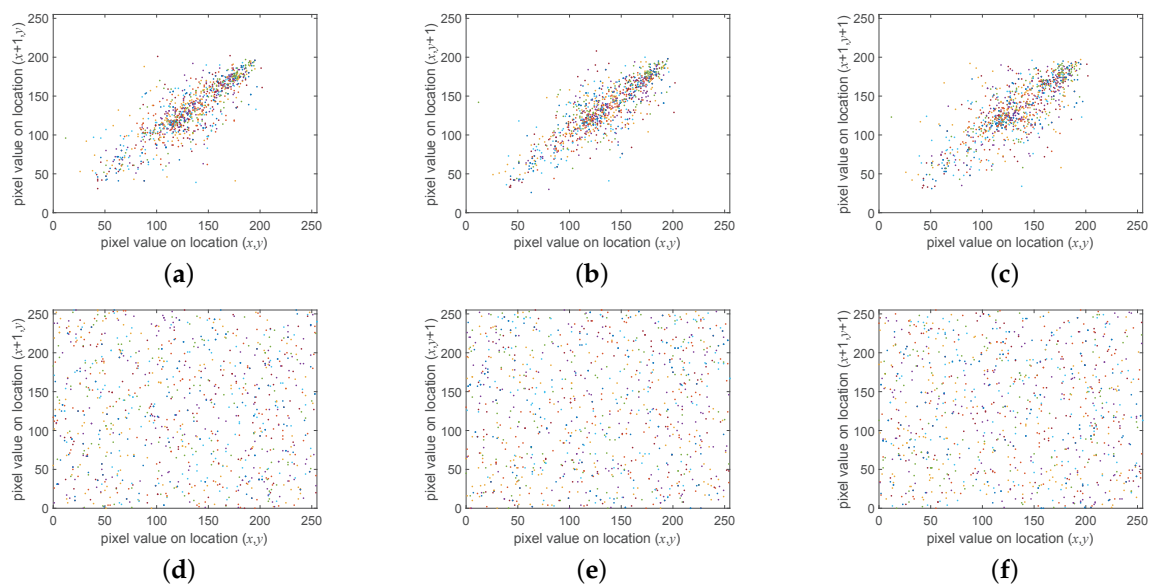 pixel value on location (x+1,y)
250
200
150
100
50
0
0 50 100 150 200 250
pixel value on location (x,y)
(a)
pixel value on location (x,y+1)
250
200
150
100
50
0
0 50 100 150 200 250
pixel value on location (x,y)
(b)
pixel value on location (x+1,y+1)
250
200
150
100
50
0
0 50 100 150 200 250
pixel value on location (x,y)
(c)
pixel value on location (x+1,y)
250
200
150
100
50
0
0 50 100 150 200 250
pixel value on location (x,y)
(d)
pixel value on location (x,y+1)
250
200
150
100
50
0
0 50 100 150 200 250
pixel value on location (x,y)
(e)
pixel value on location (x+1,y+1)
250
200
150
100
50
0
0 50 100 150 200 250
pixel value on location (x,y)
(f)